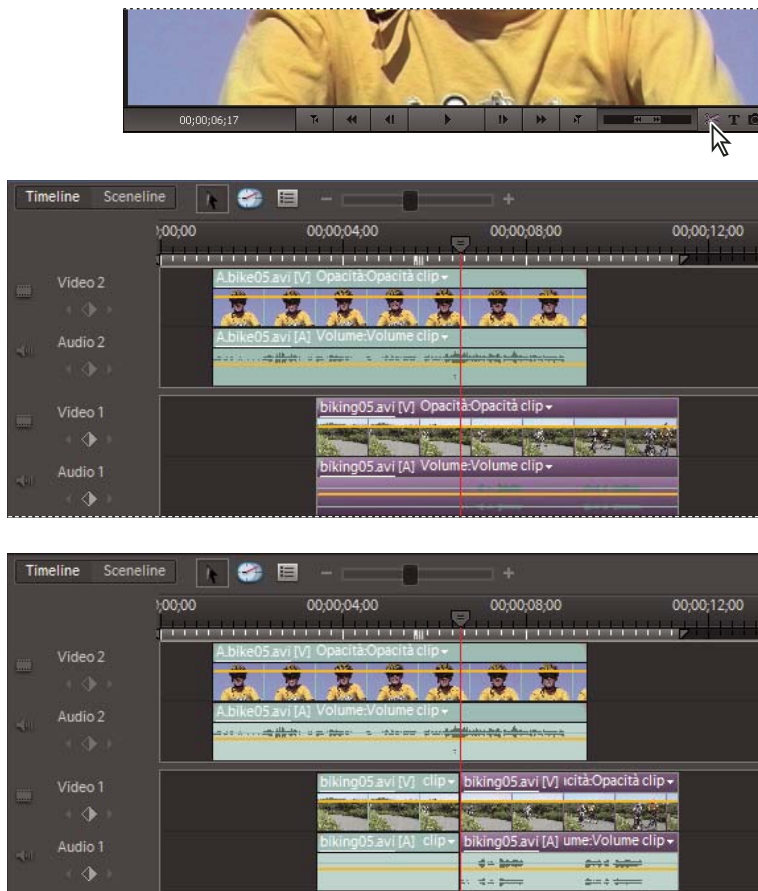 00;00;06;17
T
Timeline Sceneline
;00;00 00;00;04;00 00;00;08;00 00;00;12;00
Video 2
A.bike05.avi [V] Opacità:Opacità clip
Audio 2
A.bike05.avi [A] Volume:Volume clip
Video 1
biking05.avi [V] Opacità:Opacità clip
Audio 1
biking05.avi [A] Volume:Volume clip
Timeline Sceneline
;00;00 00;00;04;00 00;00;08;00 00;00;12;00
Video 2
A.bike05.avi [V] Opacità:Opacità clip
Audio 2
A.bike05.avi [A] Volume:Volume clip
Video 1
biking05.avi [V] clip biking05.avi [V] icità:Opacità clip
Audio 1
biking05.avi [A] clip biking05.avi [A] ume:Volume clip